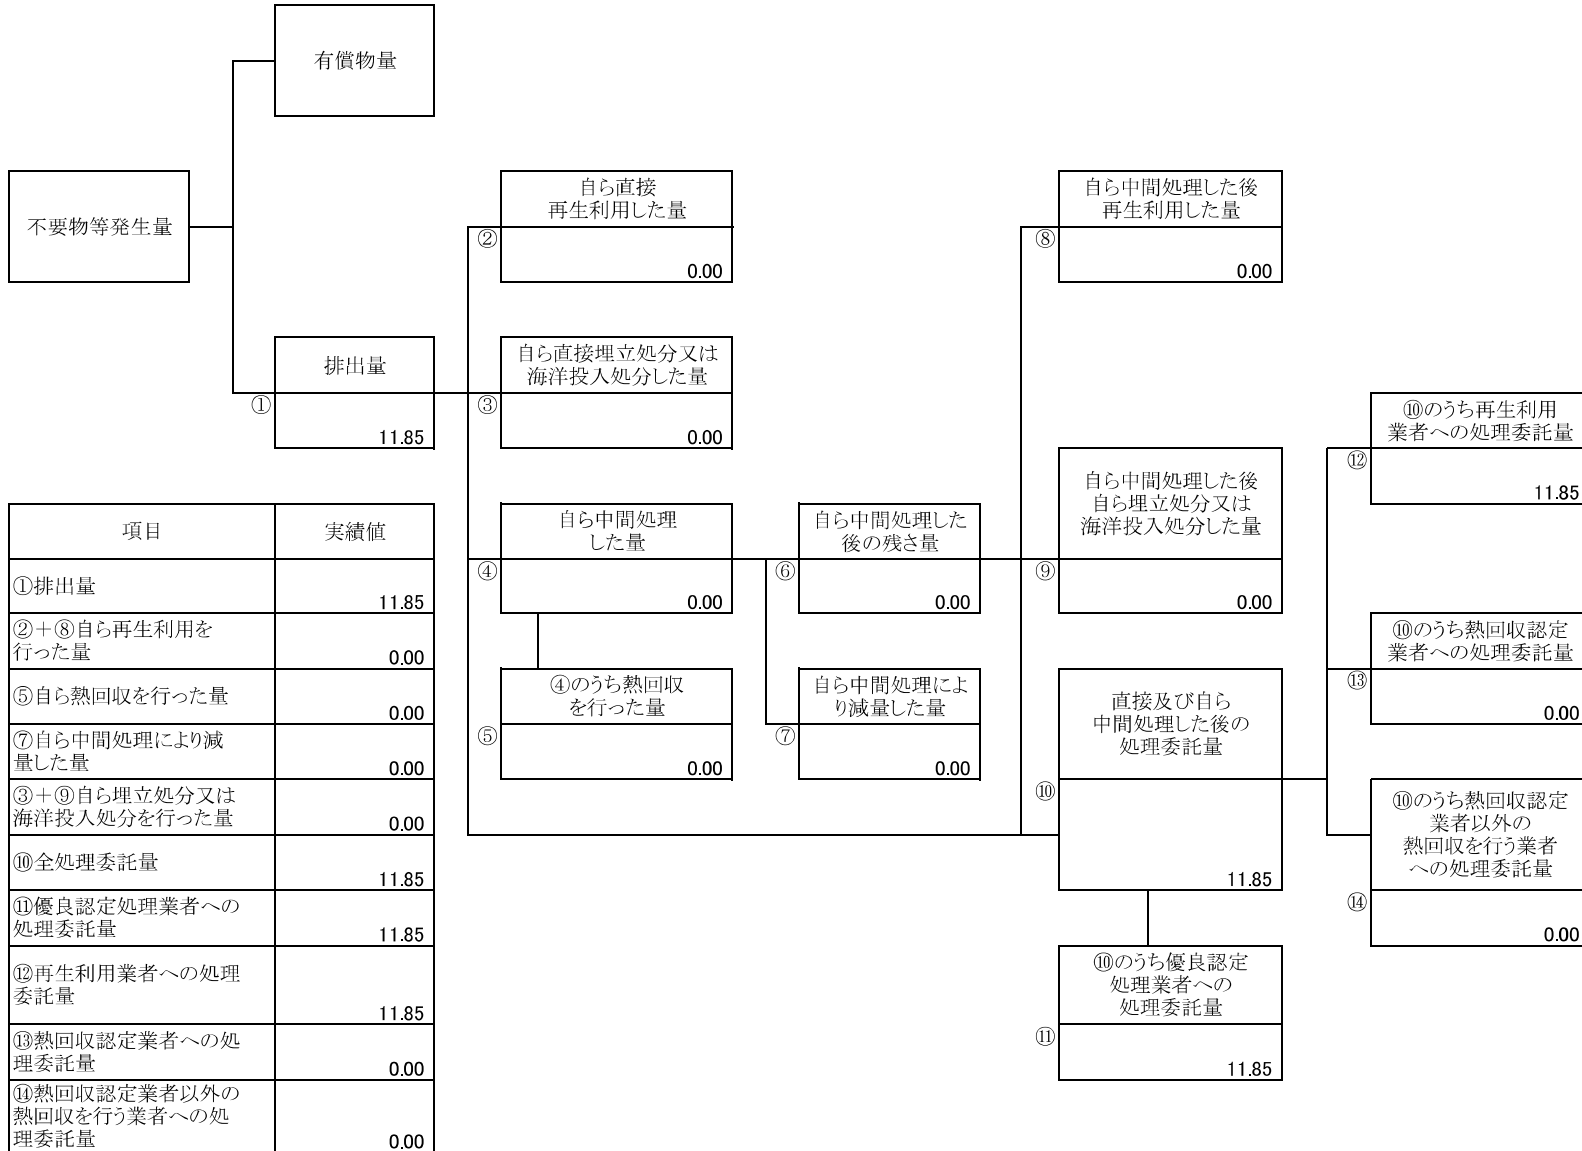 有償物量
不要物等発生量
排出量
①
11.85
自ら直接
再生利用した量
②
0.00
自ら直接埋立処分又は
海洋投入処分した量
③
0.00
自ら中間処理
した量
④
0.00
④のうち熱回収
を行った量
⑤
0.00
自ら中間処理した
後の残さ量
⑥
0.00
自ら中間処理によ
り減量した量
⑦
0.00
自ら中間処理した後
再生利用した量
⑧
0.00
自ら中間処理した後
自ら埋立処分又は
海洋投入処分した量
⑨
0.00
直接及び自ら
中間処理した後の
処理委託量
⑩
11.85
⑩のうち優良認定
処理業者への
処理委託量
⑪
11.85
⑩のうち再生利用
業者への処理委託量
⑫
11.85
⑩のうち熱回収認定
業者への処理委託量
⑬
0.00
⑩のうち熱回収認定
業者以外の
熱回収を行う業者
への処理委託量
⑭
0.00
項目 実績値
①排出量
11.85
②＋⑧自ら再生利用を
行った量
0.00
⑤自ら熱回収を行った量
0.00
⑦自ら中間処理により減
量した量
0.00
③＋⑨自ら埋立処分又は
海洋投入処分を行った量
0.00
⑩全処理委託量
11.85
⑪優良認定処理業者への
処理委託量
11.85
⑫再生利用業者への処理
委託量
11.85
⑬熱回収認定業者への処
理委託量
0.00
⑭熱回収認定業者以外の
熱回収を行う業者への処
理委託量
0.00